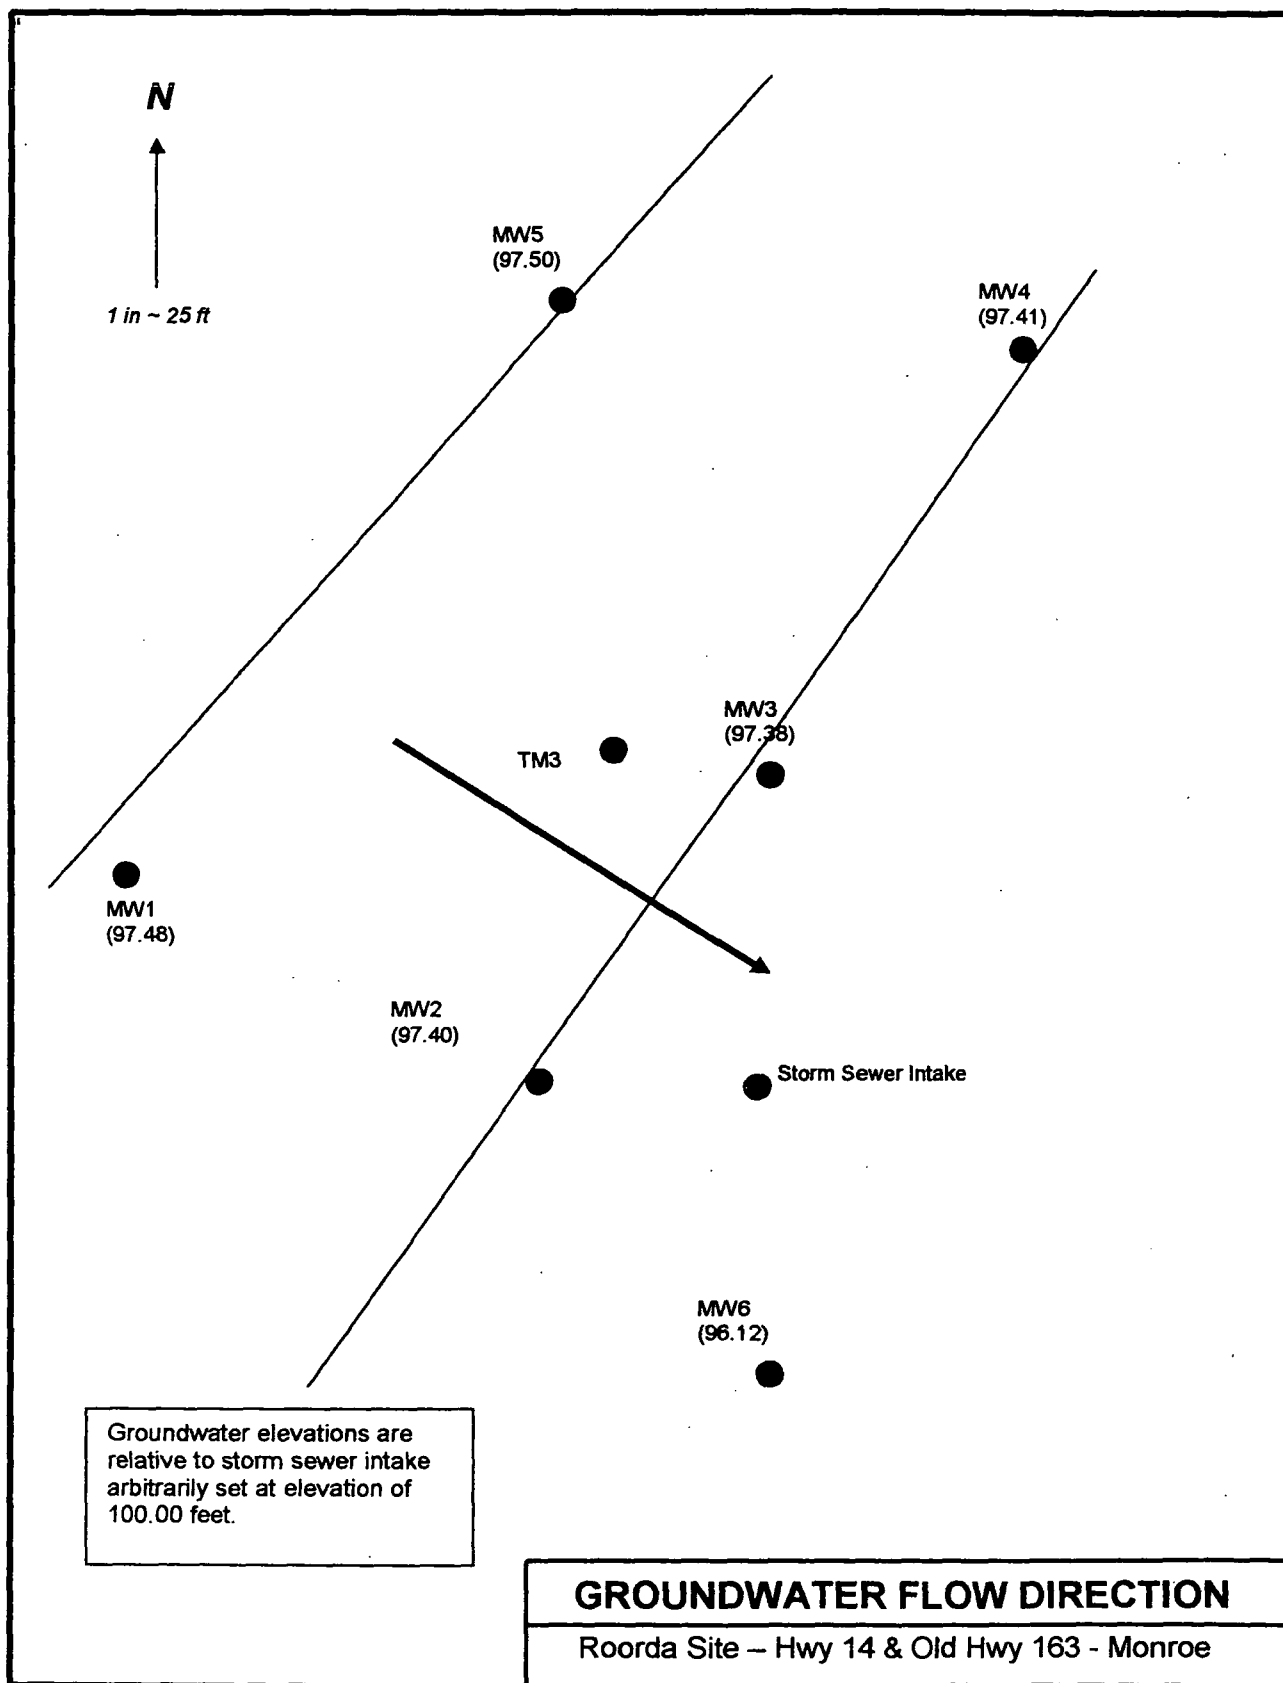 N
1 in ~ 25 ft
MW5
(97.50)
MW4
(97.41)
MW3
(97.38)
TM3
MW1
(97.48)
MW2
(97.40)
Storm Sewer Intake
MW6
(96.12)
Groundwater elevations are
relative to storm sewer intake
arbitrarily set at elevation of
100.00 feet.
GROUNDWATER FLOW DIRECTION
Roorda Site – Hwy 14 & Old Hwy 163 - Monroe